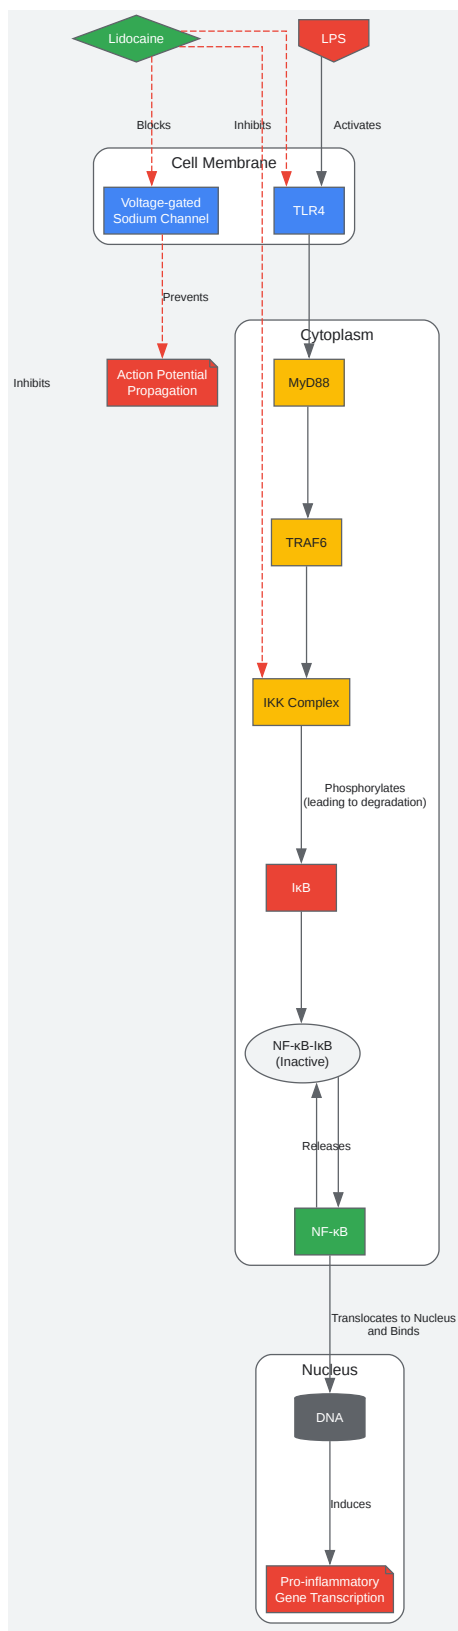 Lidocaine
LPS
Blocks
Inhibits
Activates
Cell Membrane
Voltage-gated
Sodium Channel
TLR4
Prevents
Cytoplasm
Inhibits
Action Potential
Propagation
MyD88
TRAF6
IKK Complex
Phosphorylates
(leading to degradation)
IκB
NF-κB-IκB
(Inactive)
Releases
NF-κB
Translocates to Nucleus
and Binds
Nucleus
DNA
Induces
Pro-inflammatory
Gene Transcription